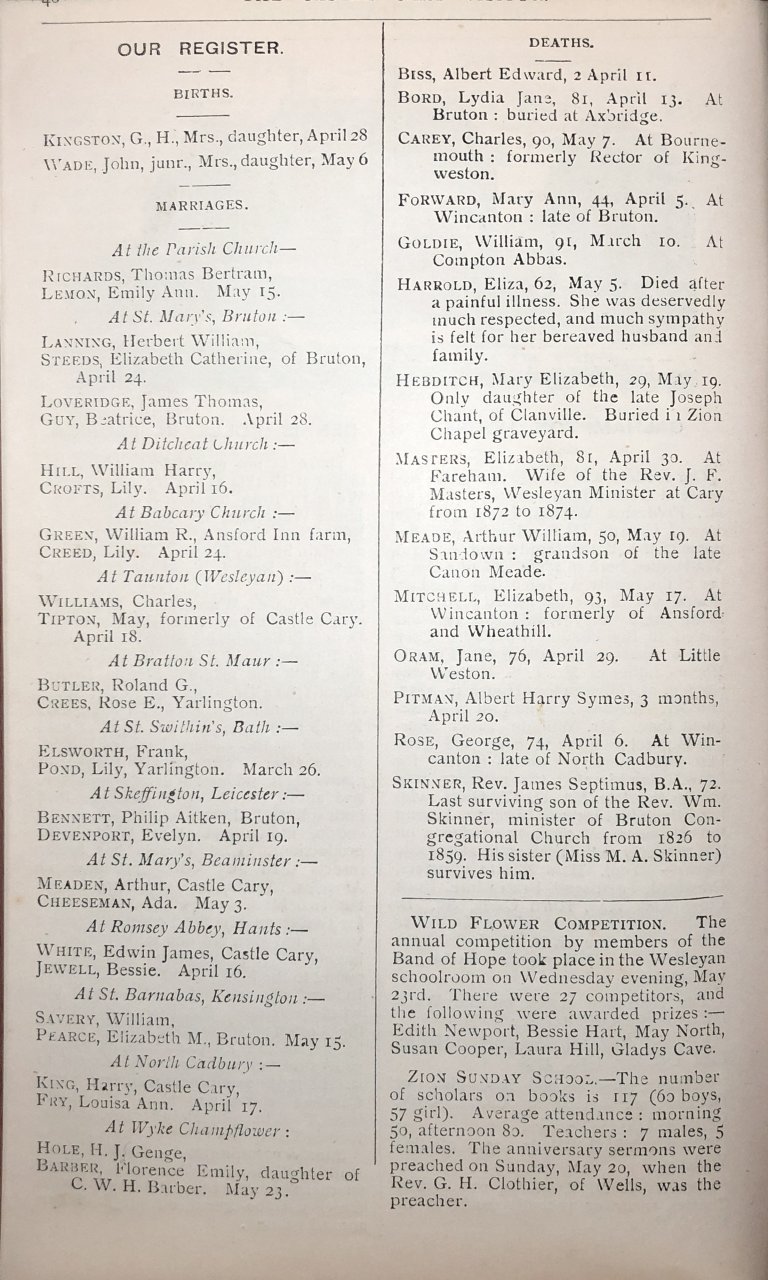 OUR REGISTER.
BIRTHS.
KINGSTON, G., H., Mrs., daughter, April 28
WADE, John, junr., Mrs., daughter, May 6
MARRIAGES.
At the Parish Church—
RICHARDS, Thomas Bertram,
LEMON, Emily Ann. May 15.
At St. Mary's, Bruton :—
LANNING, Herbert William,
STEEDS, Elizabeth Catherine, of Bruton,
April 24.
LOVERIDGE, James Thomas,
GUY, Beatrice, Bruton. April 28.
At Ditcheat Church :—
HILL, William Harry,
CROFTS, Lily. April 16.
At Babcary Church :—
GREEN, William R., Ansford Inn farm,
CREED, Lily. April 24.
At Taunton (Wesleyan) :—
WILLIAMS, Charles,
TIPTON, May, formerly of Castle Cary.
April 18.
At Bratton St. Maur :—
BUTLER, Roland G.,
CREES, Rose E., Yarlington.
At St. Swithin's, Bath :—
ELSWORTH, Frank,
POND, Lily, Yarlington. March 26.
At Skeffington, Leicester :—
BENNETT, Philip Aitken, Bruton,
DEVENPORT, Evelyn. April 19.
At St. Mary's, Beaminster :—
MEADEN, Arthur, Castle Cary,
CHEESEMAN, Ada. May 3.
At Romsey Abbey, Hants :—
WHITE, Edwin James, Castle Cary,
JEWELL, Bessie. April 16.
At St. Barnabas, Kensington :—
SAVERY, William,
PEARCE, Elizabeth M., Bruton. May 15.
At North Cadbury :—
KING, Harry, Castle Cary,
FRY, Louisa Ann. April 17.
At Wyke Champflower :
HOLE, H. J. Genge,
BARBER, Florence Emily, daughter of
C. W. H. Barber. May 23.
DEATHS.
BISS, Albert Edward, 2 April 11.
BORD, Lydia Jane, 81, April 13. At
Bruton : buried at Axbridge.
CAREY, Charles, 90, May 7. At Bourne-
mouth : formerly Rector of King-
weston.
FORWARD, Mary Ann, 44, April 5. At
Wincanton : late of Bruton.
GOLDIE, William, 91, March 10. At
Compton Abbas.
HARROLD, Eliza, 62, May 5. Died after
a painful illness. She was deservedly
much respected, and much sympathy
is felt for her bereaved husband and
family.
HEBDITCH, Mary Elizabeth, 29, May 19.
Only daughter of the late Joseph
Chant, of Clanville. Buried in Zion
Chapel graveyard.
MASTERS, Elizabeth, 81, April 30. At
Fareham. Wife of the Rev. J. F.
Masters, Wesleyan Minister at Cary
from 1872 to 1874.
MEADE, Arthur William, 50, May 19. At
Sandown : grandson of the late
Canon Meade.
MITCHELL, Elizabeth, 93, May 17. At
Wincanton : formerly of Ansford
and Wheathill.
ORAM, Jane, 76, April 29. At Little
Weston.
PITMAN, Albert Harry Symes, 3 months,
April 20.
ROSE, George, 74, April 6. At Win-
canton : late of North Cadbury.
SKINNER, Rev. James Septimus, B.A., 72.
Last surviving son of the Rev. Wm.
Skinner, minister of Bruton Con-
gregational Church from 1826 to
1859. His sister (Miss M. A. Skinner)
survives him.
WILD FLOWER COMPETITION. The
annual competition by members of the
Band of Hope took place in the Wesleyan
schoolroom on Wednesday evening, May
23rd. There were 27 competitors, and
the following were awarded prizes :—
Edith Newport, Bessie Hart, May North,
Susan Cooper, Laura Hill, Gladys Cave.
ZION SUNDAY SCHOOL.—The number
of scholars on books is 117 (60 boys,
57 girl). Average attendance : morning
50, afternoon 80. Teachers : 7 males, 5
females. The anniversary sermons were
preached on Sunday, May 20, when the
Rev. G. H. Clothier, of Wells, was the
preacher.